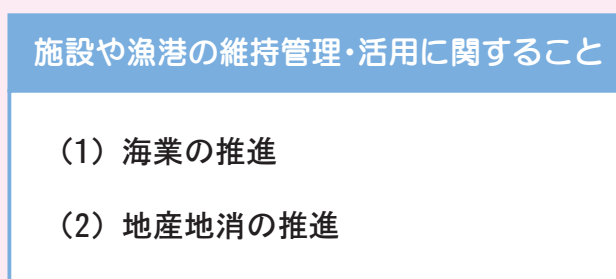 施設や漁港の維持管理･活用に関すること
（1）海業の推進
（2）地産地消の推進